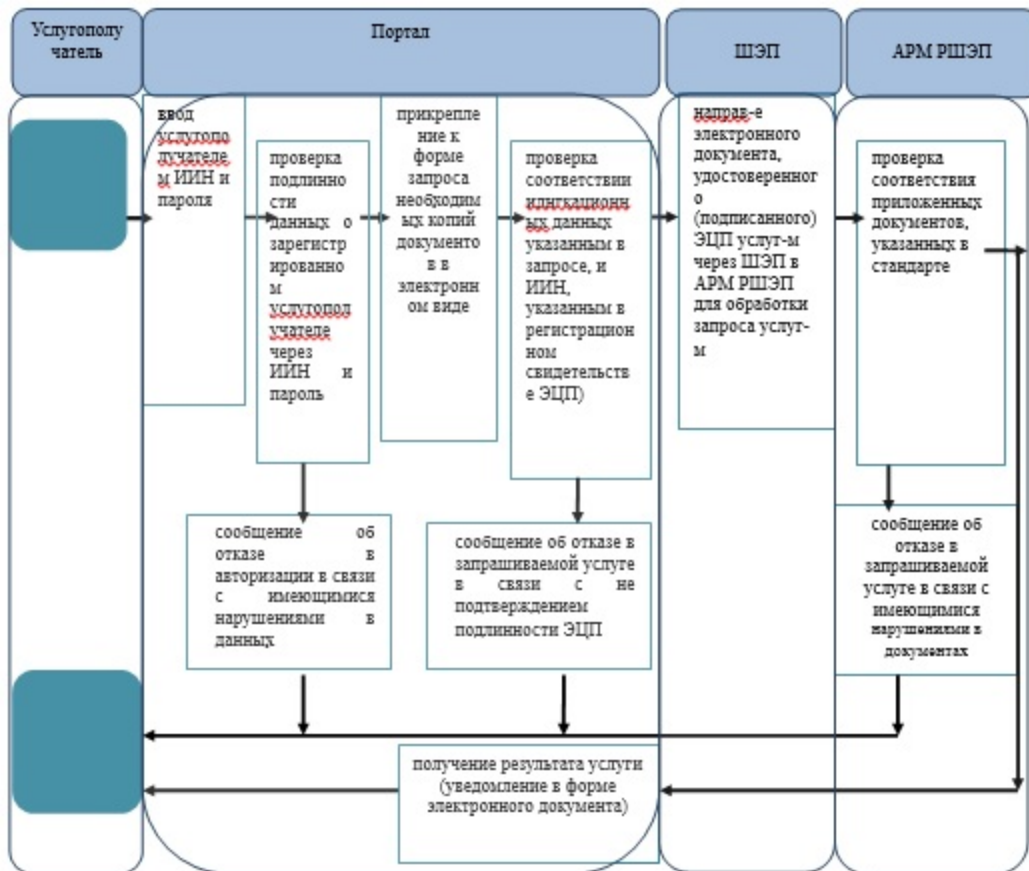 Услугополу
чатель
Портал
ШЭП
АРМ РШЭП
ввод
услугопо
лучателе
м ИИН и
пароля
проверка
подлинно
сти
данных о
зарегистр
ированно
м
услугопол
учателе
через
ИИН и
пароль
прикрепле
ние к
форме
запроса
необходим
ых копий
документо
в в
электронн
ом виде
проверка
соответствии
иднгкационн
ых данных
указанным в
запросе, и
ИИН,
указанным в
регистрацион
ном
свидетельств
е ЭЦП)
направ-е
электронного
документа,
удостоверенног
о
(подписанного)
ЭЦП услуг-м
через ШЭП в
АРМ РШЭП
для обработки
запроса услуг-
м
проверка
соответствия
приложенных
документов,
указанных в
стандарте
сообщение об
отказе в
авторизации в связи
с имеющимися
нарушениями в
данных
сообщение об отказе в
запрашиваемой услуге
в связи с не
подтверждением
подлинности ЭЦП
сообщение об
отказе в
запрашиваемой
услуге в связи с
имеющимися
нарушениями в
документах
получение результата услуги
(уведомление в форме
электронного документа)